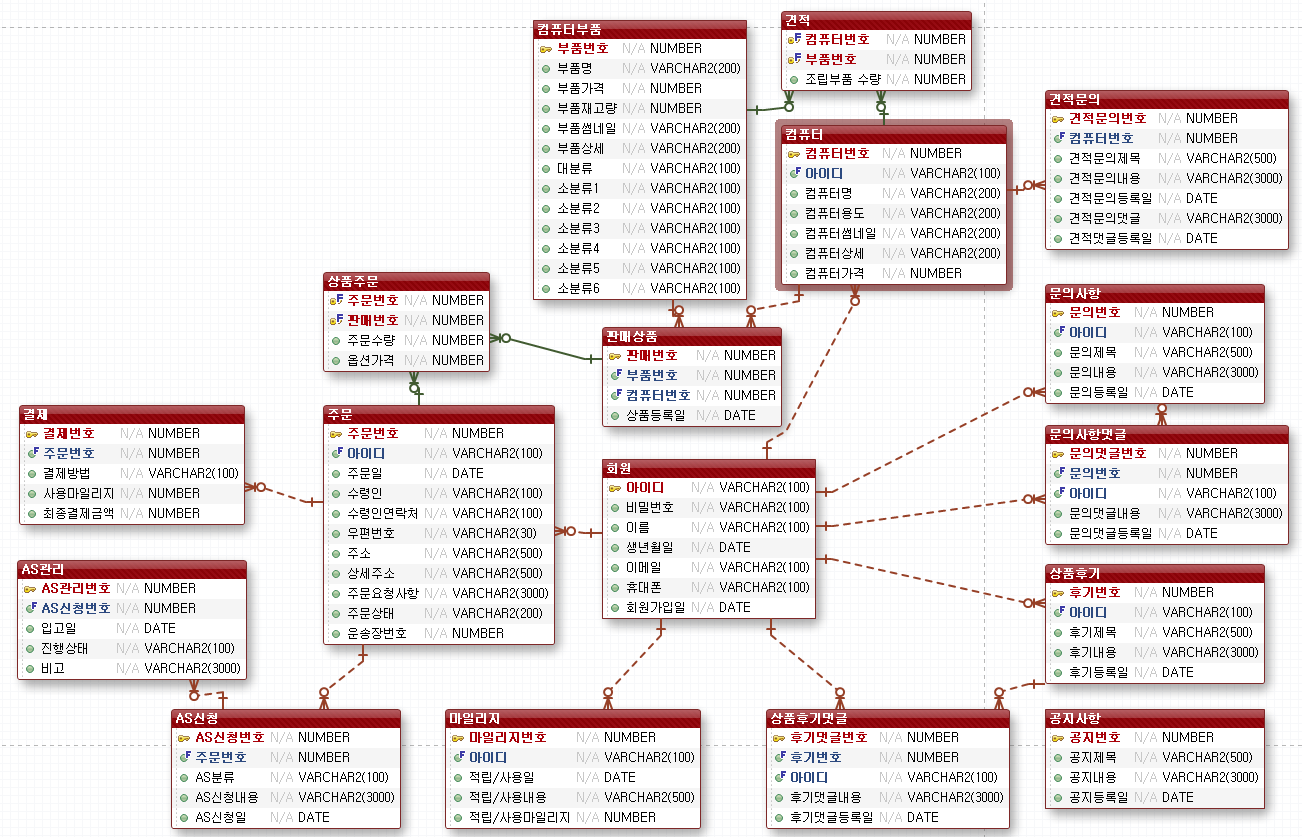 컴퓨터부품
부품번호 N/A NUMBER
부품명 N/A VARCHAR2(200)
부품가격 N/A NUMBER
부품재고량 N/A NUMBER
부품썸네일 N/A VARCHAR2(200)
부품상세 N/A VARCHAR2(200)
대분류 N/A VARCHAR2(100)
소분류1 N/A VARCHAR2(100)
소분류2 N/A VARCHAR2(100)
소분류3 N/A VARCHAR2(100)
소분류4 N/A VARCHAR2(100)
소분류5 N/A VARCHAR2(100)
소분류6 N/A VARCHAR2(100)
견적
컴퓨터번호 N/A NUMBER
부품번호 N/A NUMBER
조립부품 수량 N/A NUMBER
컴퓨터
컴퓨터번호 N/A NUMBER
아이디 N/A VARCHAR2(100)
컴퓨터명 N/A VARCHAR2(200)
컴퓨터용도 N/A VARCHAR2(200)
컴퓨터썸네일 N/A VARCHAR2(200)
컴퓨터상세 N/A VARCHAR2(200)
컴퓨터가격 N/A NUMBER
견적문의
견적문의번호 N/A NUMBER
컴퓨터번호 N/A NUMBER
견적문의제목 N/A VARCHAR2(500)
견적문의내용 N/A VARCHAR2(3000)
견적문의등록일 N/A DATE
견적문의댓글 N/A VARCHAR2(3000)
견적댓글등록일 N/A DATE
상품주문
주문번호 N/A NUMBER
판매번호 N/A NUMBER
주문수량 N/A NUMBER
옵션가격 N/A NUMBER
판매상품
판매번호 N/A NUMBER
부품번호 N/A NUMBER
컴퓨터번호 N/A NUMBER
상품등록일 N/A DATE
문의사항
문의번호 N/A NUMBER
아이디 N/A VARCHAR2(100)
문의제목 N/A VARCHAR2(500)
문의내용 N/A VARCHAR2(3000)
문의등록일 N/A DATE
결제
결제번호 N/A NUMBER
주문번호 N/A NUMBER
결제방법 N/A VARCHAR2(100)
사용마일리지 N/A NUMBER
최종결제금액 N/A NUMBER
주문
주문번호 N/A NUMBER
아이디 N/A VARCHAR2(100)
주문일 N/A DATE
수령인 N/A VARCHAR2(100)
수령인연락처 N/A VARCHAR2(100)
우편번호 N/A VARCHAR2(30)
주소 N/A VARCHAR2(500)
상세주소 N/A VARCHAR2(500)
주문요청사항 N/A VARCHAR2(3000)
주문상태 N/A VARCHAR2(200)
운송장번호 N/A NUMBER
회원
아이디 N/A VARCHAR2(100)
비밀번호 N/A VARCHAR2(100)
이름 N/A VARCHAR2(100)
생년월일 N/A DATE
이메일 N/A VARCHAR2(100)
휴대폰 N/A VARCHAR2(100)
회원가입일 N/A DATE
문의사항댓글
문의댓글번호 N/A NUMBER
문의번호 N/A NUMBER
아이디 N/A VARCHAR2(100)
문의댓글내용 N/A VARCHAR2(3000)
문의댓글등록일 N/A DATE
AS관리
AS관리번호 N/A NUMBER
AS신청번호 N/A NUMBER
입고일 N/A DATE
진행상태 N/A VARCHAR2(100)
비고 N/A VARCHAR2(3000)
상품후기
후기번호 N/A NUMBER
아이디 N/A VARCHAR2(100)
후기제목 N/A VARCHAR2(500)
후기내용 N/A VARCHAR2(3000)
후기등록일 N/A DATE
AS신청
AS신청번호 N/A NUMBER
주문번호 N/A NUMBER
AS분류 N/A VARCHAR2(100)
AS신청내용 N/A VARCHAR2(3000)
AS신청일 N/A DATE
마일리지
마일리지번호 N/A NUMBER
아이디 N/A VARCHAR2(100)
적립/사용일 N/A DATE
적립/사용내용 N/A VARCHAR2(500)
적립/사용마일리지 N/A NUMBER
상품후기댓글
후기댓글번호 N/A NUMBER
후기번호 N/A NUMBER
아이디 N/A VARCHAR2(100)
후기댓글내용 N/A VARCHAR2(3000)
후기댓글등록일 N/A DATE
공지사항
공지번호 N/A NUMBER
공지제목 N/A VARCHAR2(500)
공지내용 N/A VARCHAR2(3000)
공지등록일 N/A DATE